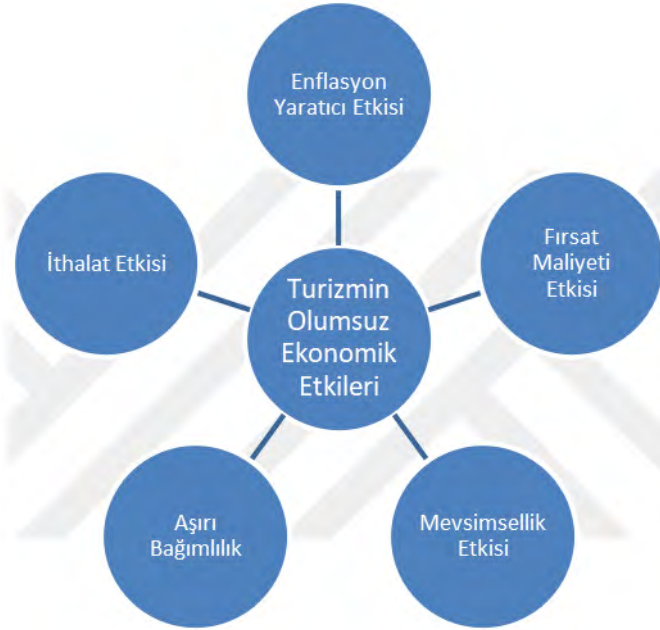 Enflasyon
Yaratıcı Etkisi
Fırsat
Maliyeti
Etkisi
Mevsimsellik
Etkisi
Aşırı
Bağımlılık
İthalat Etkisi
Turizmin
Olumsuz
Ekonomik
Etkileri